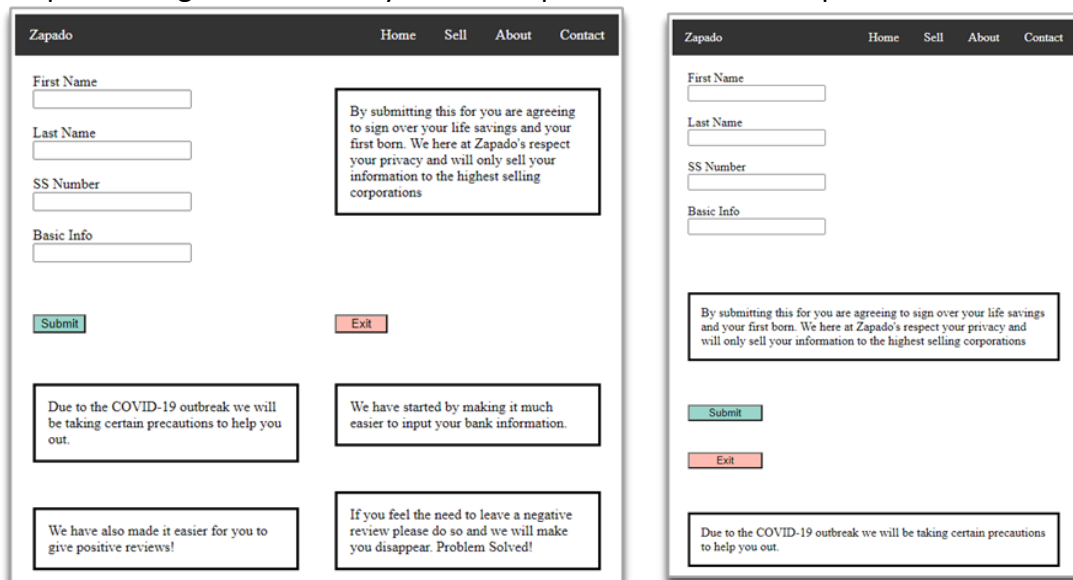 Zapado Home Sell About Contact
First Name
Last Name
SS Number
Basic Info
By submitting this for you are agreeing
to sign over your life savings and your
first born. We here at Zapado's respect
your privacy and will only sell your
information to the highest selling
corporations
Submit Exit
Due to the COVID-19 outbreak we will
be taking certain precautions to help you
out.
We have started by making it much
easier to input your bank information.
We have also made it easier for you to
give positive reviews!
If you feel the need to leave a negative
review please do so and we will make
you disappear. Problem Solved!
Zapado Home Sell About Contact
First Name
Last Name
SS Number
Basic Info
By submitting this for you are agreeing to sign over your life savings
and your first born. We here at Zapado's respect your privacy and
will only sell your information to the highest selling corporations
Submit
Exit
Due to the COVID-19 outbreak we will be taking certain precautions
to help you out.